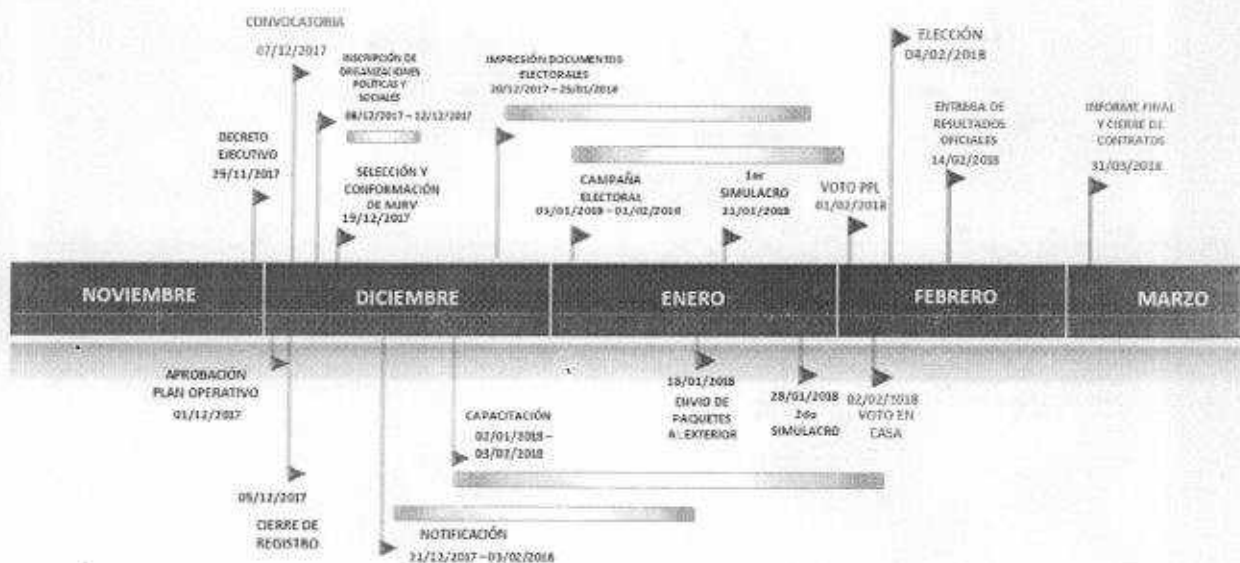 CONVOCATORIA
07/12/2017
INSCRIPCIÓN DE
ORGANIZACIONES
POLÍTICAS Y
SOCIALES
08/12/2017 – 12/12/2017
DECRETO
EJECUTIVO
29/11/2017
SELECCIÓN Y
CONFORMACIÓN
DE MJRV
19/12/2017
IMPRESIÓN DOCUMENTOS
ELECTORALES
CAMPAÑA
ELECTORAL
03/01/2018 – 01/02/2018
1er
SIMULACRO
21/01/2018
VOTO PPL
01/02/2018
ELECCIÓN
04/02/2018
ENTREGA DE
RESULTADOS
OFICIALES
14/02/2018
INFORME FINAL
Y CIERRE DE
CONTRATOS
31/03/2018
NOVIEMBRE
DICIEMBRE
ENERO
FEBRERO
MARZO
APROBACIÓN
PLAN OPERATIVO
01/12/2017
05/12/2017
CIERRE DE
REGISTRO
CAPACITACIÓN
02/01/2018 –
03/02/2018
NOTIFICACIÓN
21/12/2017 – 03/02/2018
18/01/2018
ENVIO DE
PAQUETES
AL EXTERIOR
28/01/2018
2do
SIMULACRO
02/02/2018
VOTO EN
CASA